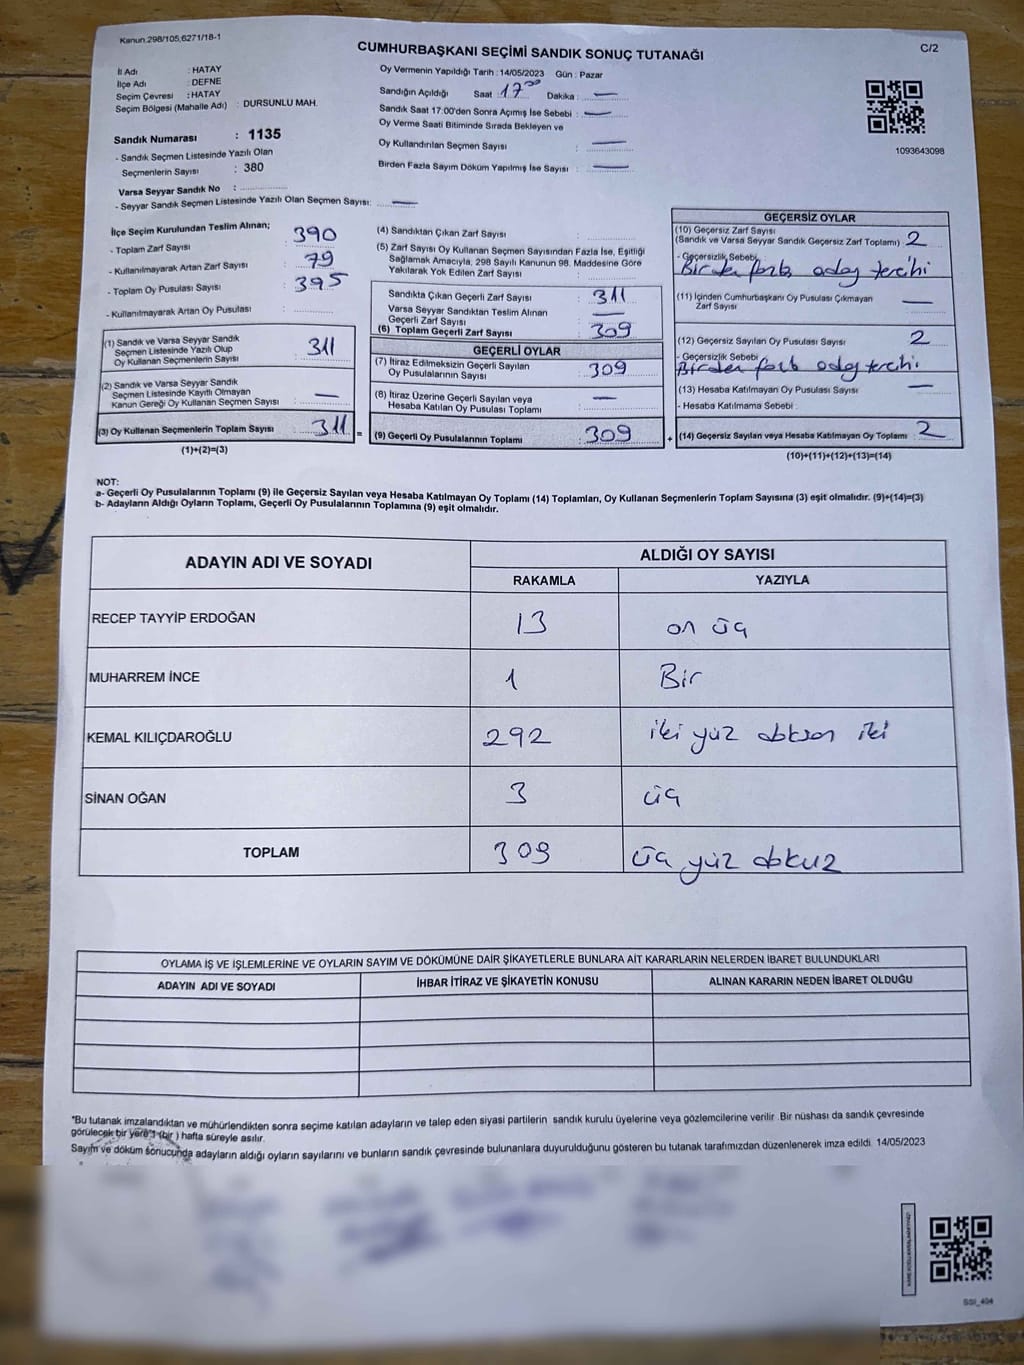 Kanun:298/105;6271/18-1
C/2
CUMHURBAŞKANI SEÇİMİ SANDIK SONUÇ TUTANAĞI
İl Adı : HATAY
İlçe Adı : DEFNE
Seçim Çevresi : HATAY
Seçim Bölgesi (Mahalle Adı) : DURSUNLU MAH.
Sandık Numarası : 1135
- Sandık Seçmen Listesinde Yazılı Olan
Seçmenlerin Sayısı : 380
Varsa Seyyar Sandık No :
- Seyyar Sandık Seçmen Listesinde Yazılı Olan Seçmen Sayısı: —
Oy Vermenin Yapıldığı Tarih : 14/05/2023 Gün : Pazar
Sandığın Açıldığı Saat 17⁰⁰ Dakika : —
Sandık Saat 17:00'den Sonra Açımış İse Sebebi : —
Oy Verme Saati Bitiminde Sırada Bekleyen ve
Oy Kullandırılan Seçmen Sayısı : —
Birden Fazla Sayım Döküm Yapılmış İse Sayısı : —
1093643098
İlçe Seçim Kurulundan Teslim Alınan;
- Toplam Zarf Sayısı : 390
- Kullanılmayarak Artan Zarf Sayısı : 79
- Toplam Oy Pusulası Sayısı : 395
- Kullanılmayarak Artan Oy Pusulası :
(1) Sandık ve Varsa Seyyar Sandık
Seçmen Listesinde Yazılı Olup
Oy Kullanan Seçmenlerin Sayısı : 311
(2) Sandık ve Varsa Seyyar Sandık
Seçmen Listesinde Kayıtlı Olmayan
Kanun Gereği Oy Kullanan Seçmen Sayısı : —
(3) Oy Kullanan Seçmenlerin Toplam Sayısı : 311 =
(1)+(2)=(3)
(4) Sandıktan Çıkan Zarf Sayısı :
(5) Zarf Sayısı Oy Kullanan Seçmen Sayısından Fazla İse, Eşitliği
Sağlamak Amacıyla, 298 Sayılı Kanunun 98. Maddesine Göre
Yakılarak Yok Edilen Zarf Sayısı :
Sandıkta Çıkan Geçerli Zarf Sayısı : 311
Varsa Seyyar Sandıktan Teslim Alınan
Geçerli Zarf Sayısı : —
(6) Toplam Geçerli Zarf Sayısı : 309
GEÇERLİ OYLAR
(7) İtiraz Edilmeksizin Geçerli Sayılan
Oy Pusulalarının Sayısı : 309
(8) İtiraz Üzerine Geçerli Sayılan veya
Hesaba Katılan Oy Pusulası Toplamı : —
(9) Geçerli Oy Pusulalarının Toplamı : 309 +
GEÇERSİZ OYLAR
(10) Geçersiz Zarf Sayısı
(Sandık ve Varsa Seyyar Sandık Geçersiz Zarf Toplamı) : 2
- Geçersizlik Sebebi
Birden fazla aday tercihi
(11) İçinden Cumhurbaşkanı Oy Pusulası Çıkmayan
Zarf Sayısı —
(12) Geçersiz Sayılan Oy Pusulası Sayısı 2
- Geçersizlik Sebebi
Birden fazla aday tercihi
(13) Hesaba Katılmayan Oy Pusulası Sayısı —
- Hesaba Katılmama Sebebi :
(14) Geçersiz Sayılan veya Hesaba Katılmayan Oy Toplamı : 2
(10)+(11)+(12)+(13)=(14)
NOT:
a- Geçerli Oy Pusulalarının Toplamı (9) ile Geçersiz Sayılan veya Hesaba Katılmayan Oy Toplamı (14) Toplamları, Oy Kullanan Seçmenlerin Toplam Sayısına (3) eşit olmalıdır. (9)+(14)=(3)
b- Adayların Aldığı Oyların Toplamı, Geçerli Oy Pusulalarının Toplamına (9) eşit olmalıdır.
ADAYIN ADI VE SOYADI
ALDIĞI OY SAYISI
RAKAMLA YAZIYLA
RECEP TAYYİP ERDOĞAN 13 on üç
MUHARREM İNCE 1 Bir
KEMAL KILIÇDAROĞLU 292 iki yüz doksan iki
SİNAN OĞAN 3 üç
TOPLAM 309 üç yüz dokuz
OYLAMA İŞ VE İŞLEMLERİNE VE OYLARIN SAYIM VE DÖKÜMÜNE DAİR ŞİKAYETLERLE BUNLARA AİT KARARLARIN NELERDEN İBARET BULUNDUKLARI
ADAYIN ADI VE SOYADI İHBAR İTİRAZ VE ŞİKAYETİN KONUSU ALINAN KARARIN NEDEN İBARET OLDUĞU
*Bu tutanak imzalandıktan ve mühürlendikten sonra seçime katılan adayların ve talep eden siyasi partilerin sandık kurulu üyelerine veya gözlemcilerine verilir. Bir nüshası da sandık çevresinde
görülecek bir yere 1 (bir ) hafta süreyle asılır.
Sayım ve döküm sonucunda adayların aldığı oyların sayılarını ve bunların sandık çevresinde bulunanlara duyurulduğunu gösteren bu tutanak tarafımızdan düzenlenerek imza edildi. 14/05/2023
SSI_404